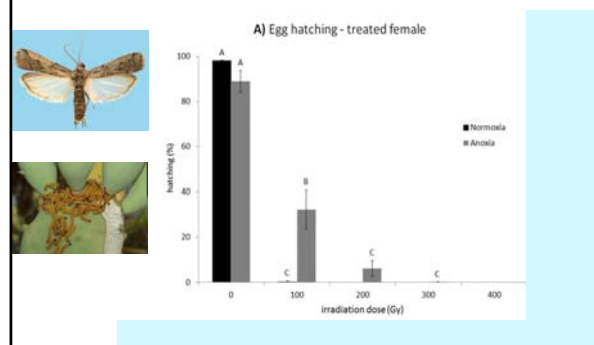 A) Egg hatching - treated female
100
80
60
40
20
0
hatching (%)
A
A
C
B
C
C
Normoxia
Anoxia
0
100
200
300
400
irradiation dose (Gy)